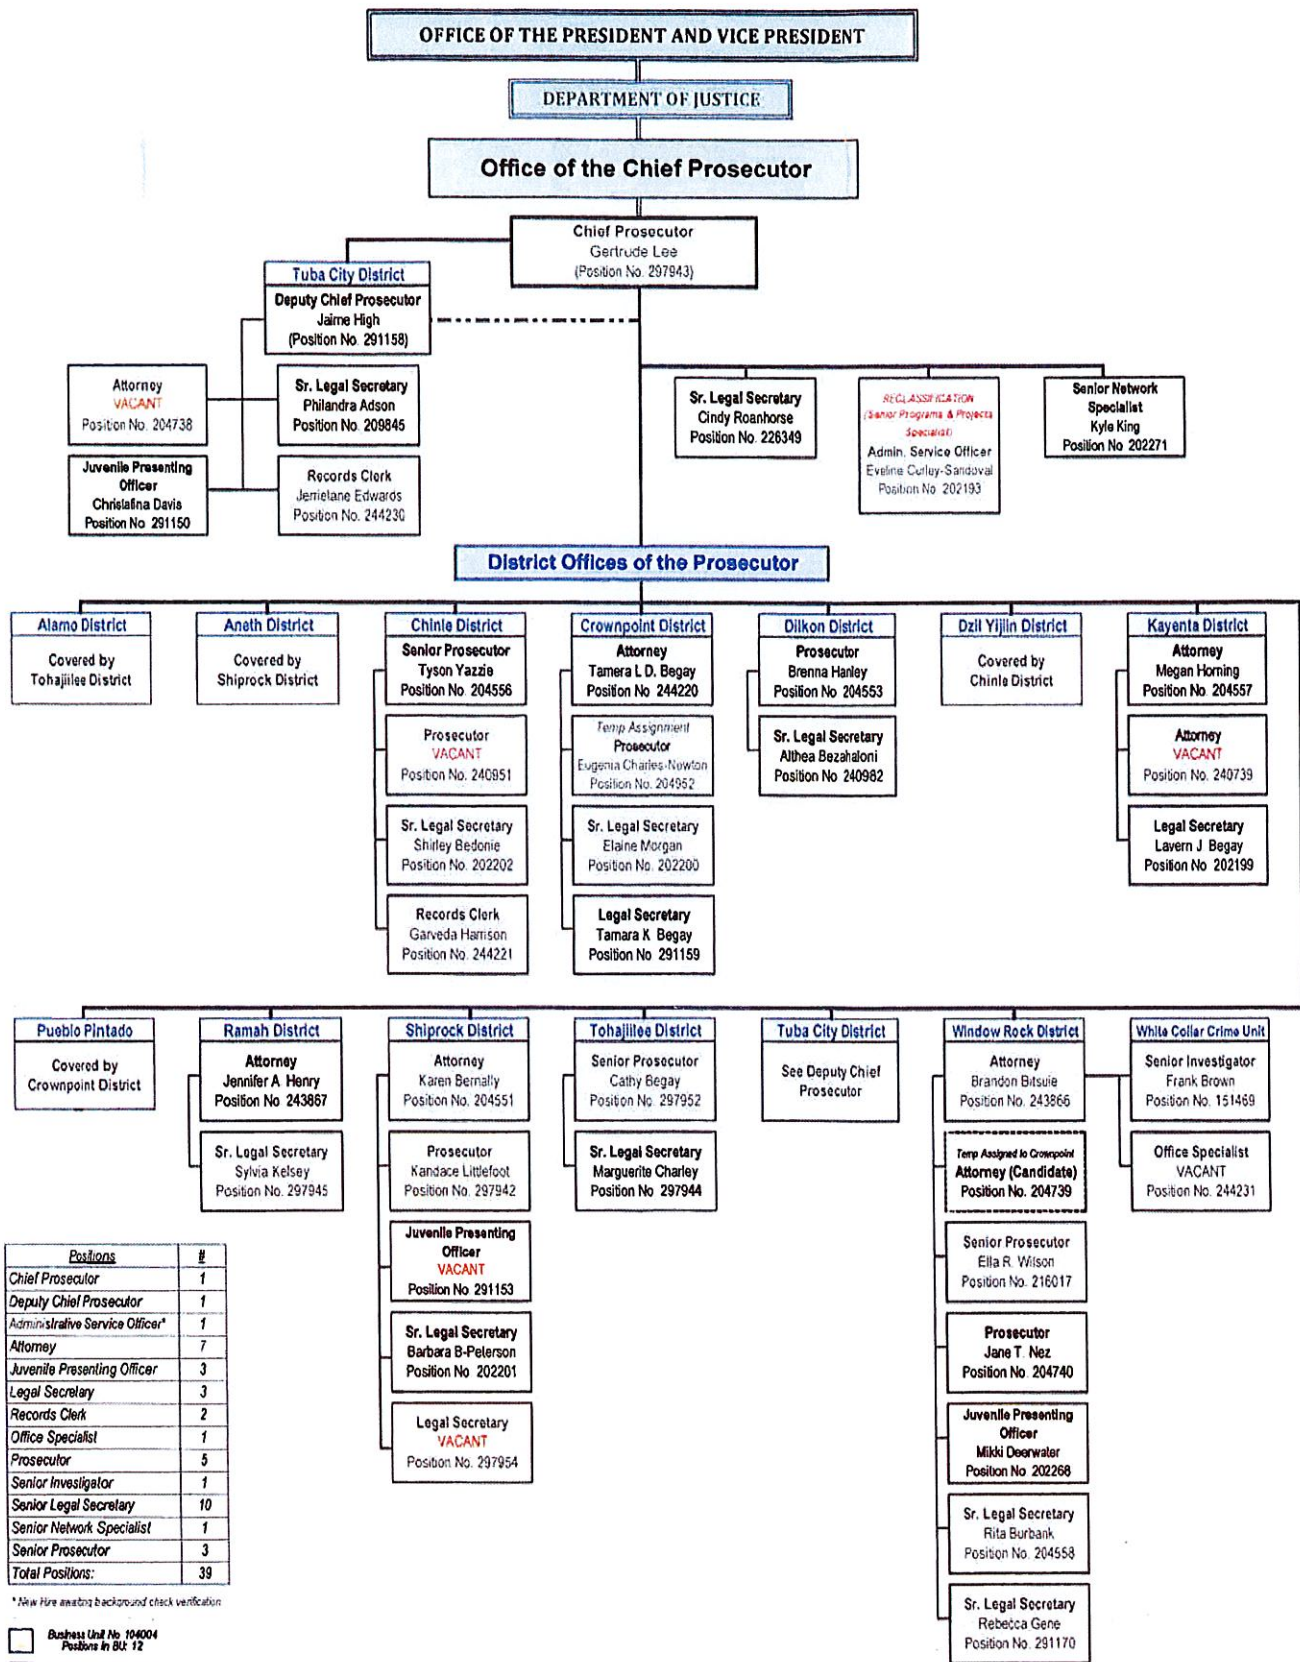 OFFICE OF THE PRESIDENT AND VICE PRESIDENT
DEPARTMENT OF JUSTICE
Office of the Chief Prosecutor
Chief Prosecutor
Gertrude Lee
(Position No. 297943)
Tuba City District
Deputy Chief Prosecutor
Jaime High
(Position No. 291158)
Attorney
VACANT
Position No. 204738
Sr. Legal Secretary
Philandra Adson
Position No. 209845
Juvenile Presenting
Officer
Christafina Davis
Position No. 291150
Records Clerk
Jerrielane Edwards
Position No. 244230
Sr. Legal Secretary
Cindy Roanhorse
Position No. 226349
RECLASSIFICATION
(Senior Programs & Projects
Specialist)
Admin. Service Officer
Eveline Curley-Sandoval
Position No. 202193
Senior Network
Specialist
Kyle King
Position No. 202271
District Offices of the Prosecutor
Alamo District
Covered by
Tohajiilee District
Aneth District
Covered by
Shiprock District
Chinle District
Senior Prosecutor
Tyson Yazzie
Position No. 204556
Prosecutor
VACANT
Position No. 240951
Sr. Legal Secretary
Shirley Bedonie
Position No. 202202
Records Clerk
Garveda Harrison
Position No. 244221
Crownpoint District
Attorney
Tamera L.D. Begay
Position No. 244220
Temp Assignment
Prosecutor
Eugenia Charles-Newton
Position No. 204952
Sr. Legal Secretary
Elaine Morgan
Position No. 202200
Legal Secretary
Tamara K. Begay
Position No. 291159
Dilkon District
Prosecutor
Brenna Hanley
Position No. 204553
Sr. Legal Secretary
Althea Bezahaloni
Position No. 240982
Dzil Yijiin District
Covered by
Chinle District
Kayenta District
Attorney
Megan Horning
Position No. 204557
Attorney
VACANT
Position No. 240739
Legal Secretary
Lavern J. Begay
Position No. 202199
Pueblo Pintado
Covered by
Crownpoint District
Ramah District
Attorney
Jennifer A. Henry
Position No. 243867
Sr. Legal Secretary
Sylvia Kelsey
Position No. 297945
Shiprock District
Attorney
Karen Bernally
Position No. 204551
Prosecutor
Kandace Littlefoot
Position No. 297942
Juvenile Presenting
Officer
VACANT
Position No. 291153
Sr. Legal Secretary
Barbara B-Peterson
Position No. 202201
Legal Secretary
VACANT
Position No. 297954
Tohajiilee District
Senior Prosecutor
Cathy Begay
Position No. 297952
Sr. Legal Secretary
Marguerite Charley
Position No. 297944
Tuba City District
See Deputy Chief
Prosecutor
Window Rock District
Attorney
Brandon Bitsuie
Position No. 243866
Temp Assigned to Crownpoint
Attorney (Candidate)
Position No. 204739
Senior Prosecutor
Ella R. Wilson
Position No. 216017
Prosecutor
Jane T. Nez
Position No. 204740
Juvenile Presenting
Officer
Mikki Deerwater
Position No. 202268
Sr. Legal Secretary
Rita Burbank
Position No. 204558
Sr. Legal Secretary
Rebecca Gene
Position No. 291170
White Collar Crime Unit
Senior Investigator
Frank Brown
Position No. 151469
Office Specialist
VACANT
Position No. 244231
Positions #
Chief Prosecutor 1
Deputy Chief Prosecutor 1
Administrative Service Officer* 1
Attorney 7
Juvenile Presenting Officer 3
Legal Secretary 3
Records Clerk 2
Office Specialist 1
Prosecutor 5
Senior Investigator 1
Senior Legal Secretary 10
Senior Network Specialist 1
Senior Prosecutor 3
Total Positions: 39
* New Hire awaiting background check verification
Business Unit No 104004
Positions in BU: 12